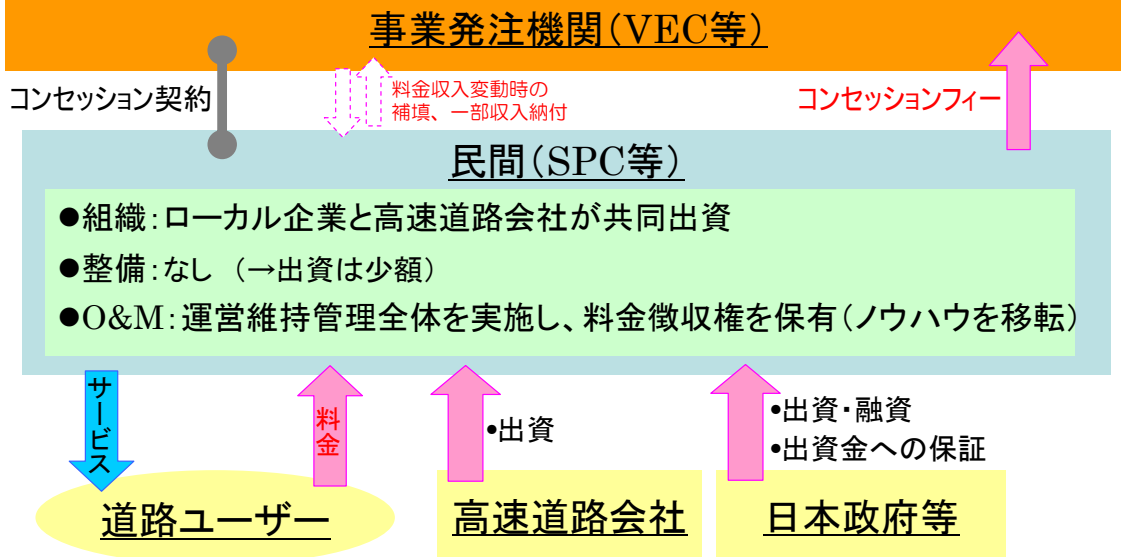 事業発注機関(VEC等)
コンセッション契約
料金収入変動時の
補填、一部収入納付
コンセッションフィー
民間(SPC等)
●組織:ローカル企業と高速道路会社が共同出資
●整備:なし (→出資は少額)
●O&M:運営維持管理全体を実施し、料金徴収権を保有(ノウハウを移転)
サービス
料金
•出資
•出資・融資
•出資金への保証
道路ユーザー
高速道路会社
日本政府等